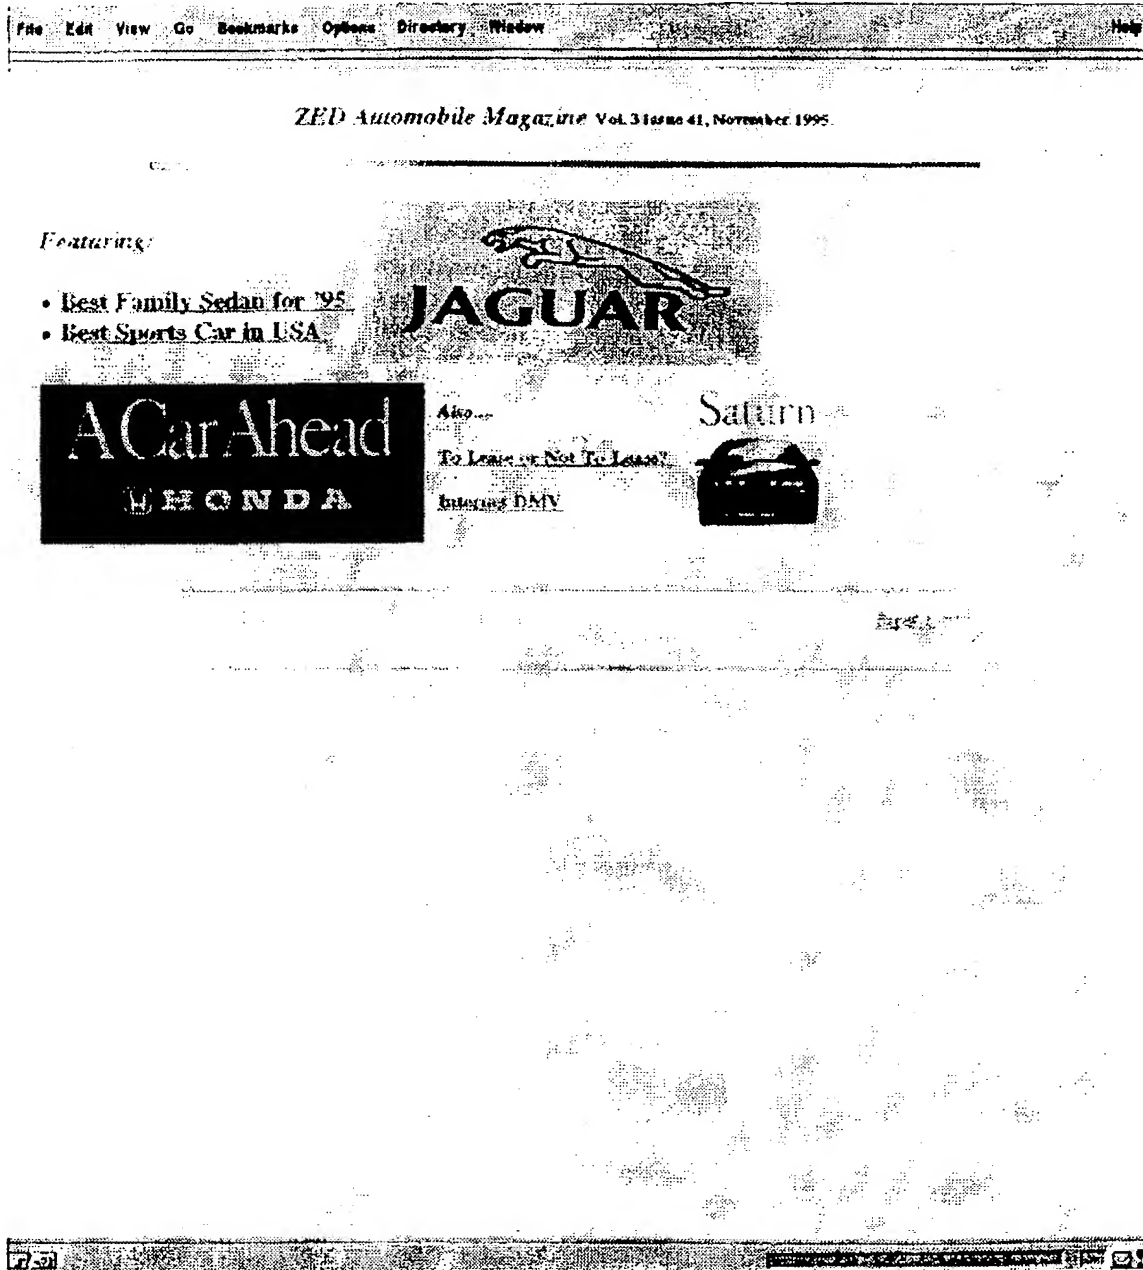 File Edit View Go Bookmarks Options Directory Window Help
ZED Automobile Magazine Vol. 3 Issue 41, November 1995
Featuring:
• Best Family Sedan for '95
• Best Sports Car in USA
JAGUAR
A Car Ahead
HONDA
Also....
To Lease or Not To Lease?
DMV
Saturn